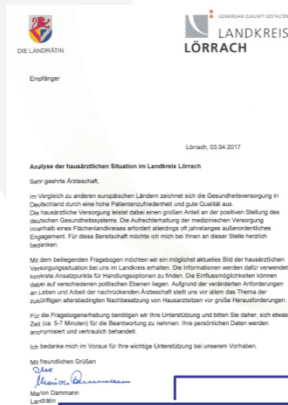 GEMEINSAM ZUKUNFT GESTALTEN
LANDKREIS
LÖRRACH
DIE LANDRÄTIN
Empfänger
Lörrach, 03.04.2017
Analyse der hausärztlichen Situation im Landkreis Lörrach
Sehr geehrte Ärzteschaft,
im Vergleich zu anderen europäischen Ländern zeichnet sich die Gesundheitsversorgung in
Deutschland durch eine hohe Patientenzufriedenheit und gute Qualität aus.
Die hausärztliche Versorgung leistet dabei einen großen Anteil an der positiven Stellung des
deutschen Gesundheitssystems. Die Aufrechterhaltung der medizinischen Versorgung
innerhalb eines Flächenlandkreises erfordert allerdings oft jahrelanges außerordentliches
Engagement. Für diese Bereitschaft möchte ich mich bei Ihnen an dieser Stelle herzlich
bedanken.
Mit dem beiliegenden Fragebogen möchten wir ein möglichst aktuelles Bild der hausärztlichen
Versorgungssituation bei uns im Landkreis erhalten. Die Informationen werden dafür verwendet
konkrete Ansatzpunkte für Handlungsoptionen zu finden. Die Einflussmöglichkeiten können
dabei auf verschiedenen politischen Ebenen liegen. Aufgrund der veränderten Anforderungen
an Leben und Arbeit der nachrückenden Ärzteschaft stellt uns vor allem das Thema der
zukünftigen altersbedingten Nachbesetzung von Hausarztsitzen vor große Herausforderungen.
Für die Fragebogenerhebung benötigen wir Ihre Unterstützung und bitten Sie daher, sich etwas
Zeit (ca. 5-7 Minuten) für die Beantwortung zu nehmen. Ihre persönlichen Daten werden
anonymisiert und vertraulich behandelt.
Ich bedanke mich im Voraus für Ihre wichtige Unterstützung bei unserem Vorhaben.
Mit freundlichen Grüßen
Ihre
Marion Dammann
Marion Dammann
Landrätin